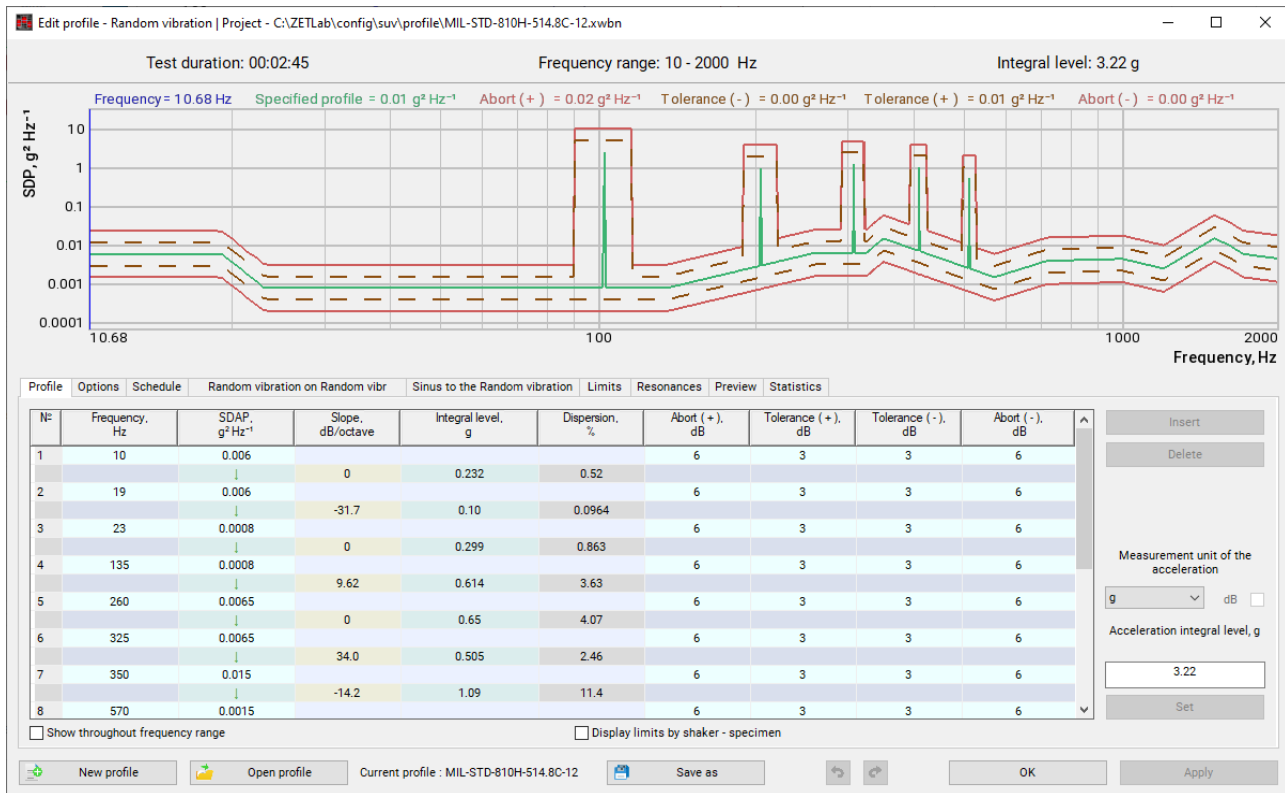 Edit profile - Random vibration | Project - C:\ZETLab\config\suv\profile\MIL-STD-810H-514.8C-12.xwbn
Test duration: 00:02:45 Frequency range: 10 - 2000 Hz Integral level: 3.22 g
Frequency = 10.68 Hz Specified profile = 0.01 g² Hz⁻¹ Abort ( + ) = 0.02 g² Hz⁻¹ Tolerance ( - ) = 0.00 g² Hz⁻¹ Tolerance ( + ) = 0.01 g² Hz⁻¹ Abort ( - ) = 0.00 g² Hz⁻¹
SDP, g² Hz⁻¹
10
1
0.1
0.01
0.001
0.0001
10.68 100 1000 2000
Frequency, Hz
Profile Options Schedule Random vibration on Random vibr Sinus to the Random vibration Limits Resonances Preview Statistics
№ Frequency, Hz SDAP, g² Hz⁻¹ Slope, dB/octave Integral level, g Dispersion, % Abort ( + ), dB Tolerance ( + ), dB Tolerance ( - ), dB Abort ( - ), dB
1 10 0.006 6 3 3 6
↓ 0 0.232 0.52
2 19 0.006 6 3 3 6
↓ -31.7 0.10 0.0964
3 23 0.0008 6 3 3 6
↓ 0 0.299 0.863
4 135 0.0008 6 3 3 6
↓ 9.62 0.614 3.63
5 260 0.0065 6 3 3 6
↓ 0 0.65 4.07
6 325 0.0065 6 3 3 6
↓ 34.0 0.505 2.46
7 350 0.015 6 3 3 6
↓ -14.2 1.09 11.4
8 570 0.0015 6 3 3 6
Insert
Delete
Measurement unit of the
acceleration
g dB
Acceleration integral level, g
3.22
Set
Show throughout frequency range Display limits by shaker - specimen
New profile Open profile Current profile : MIL-STD-810H-514.8C-12 Save as OK Apply